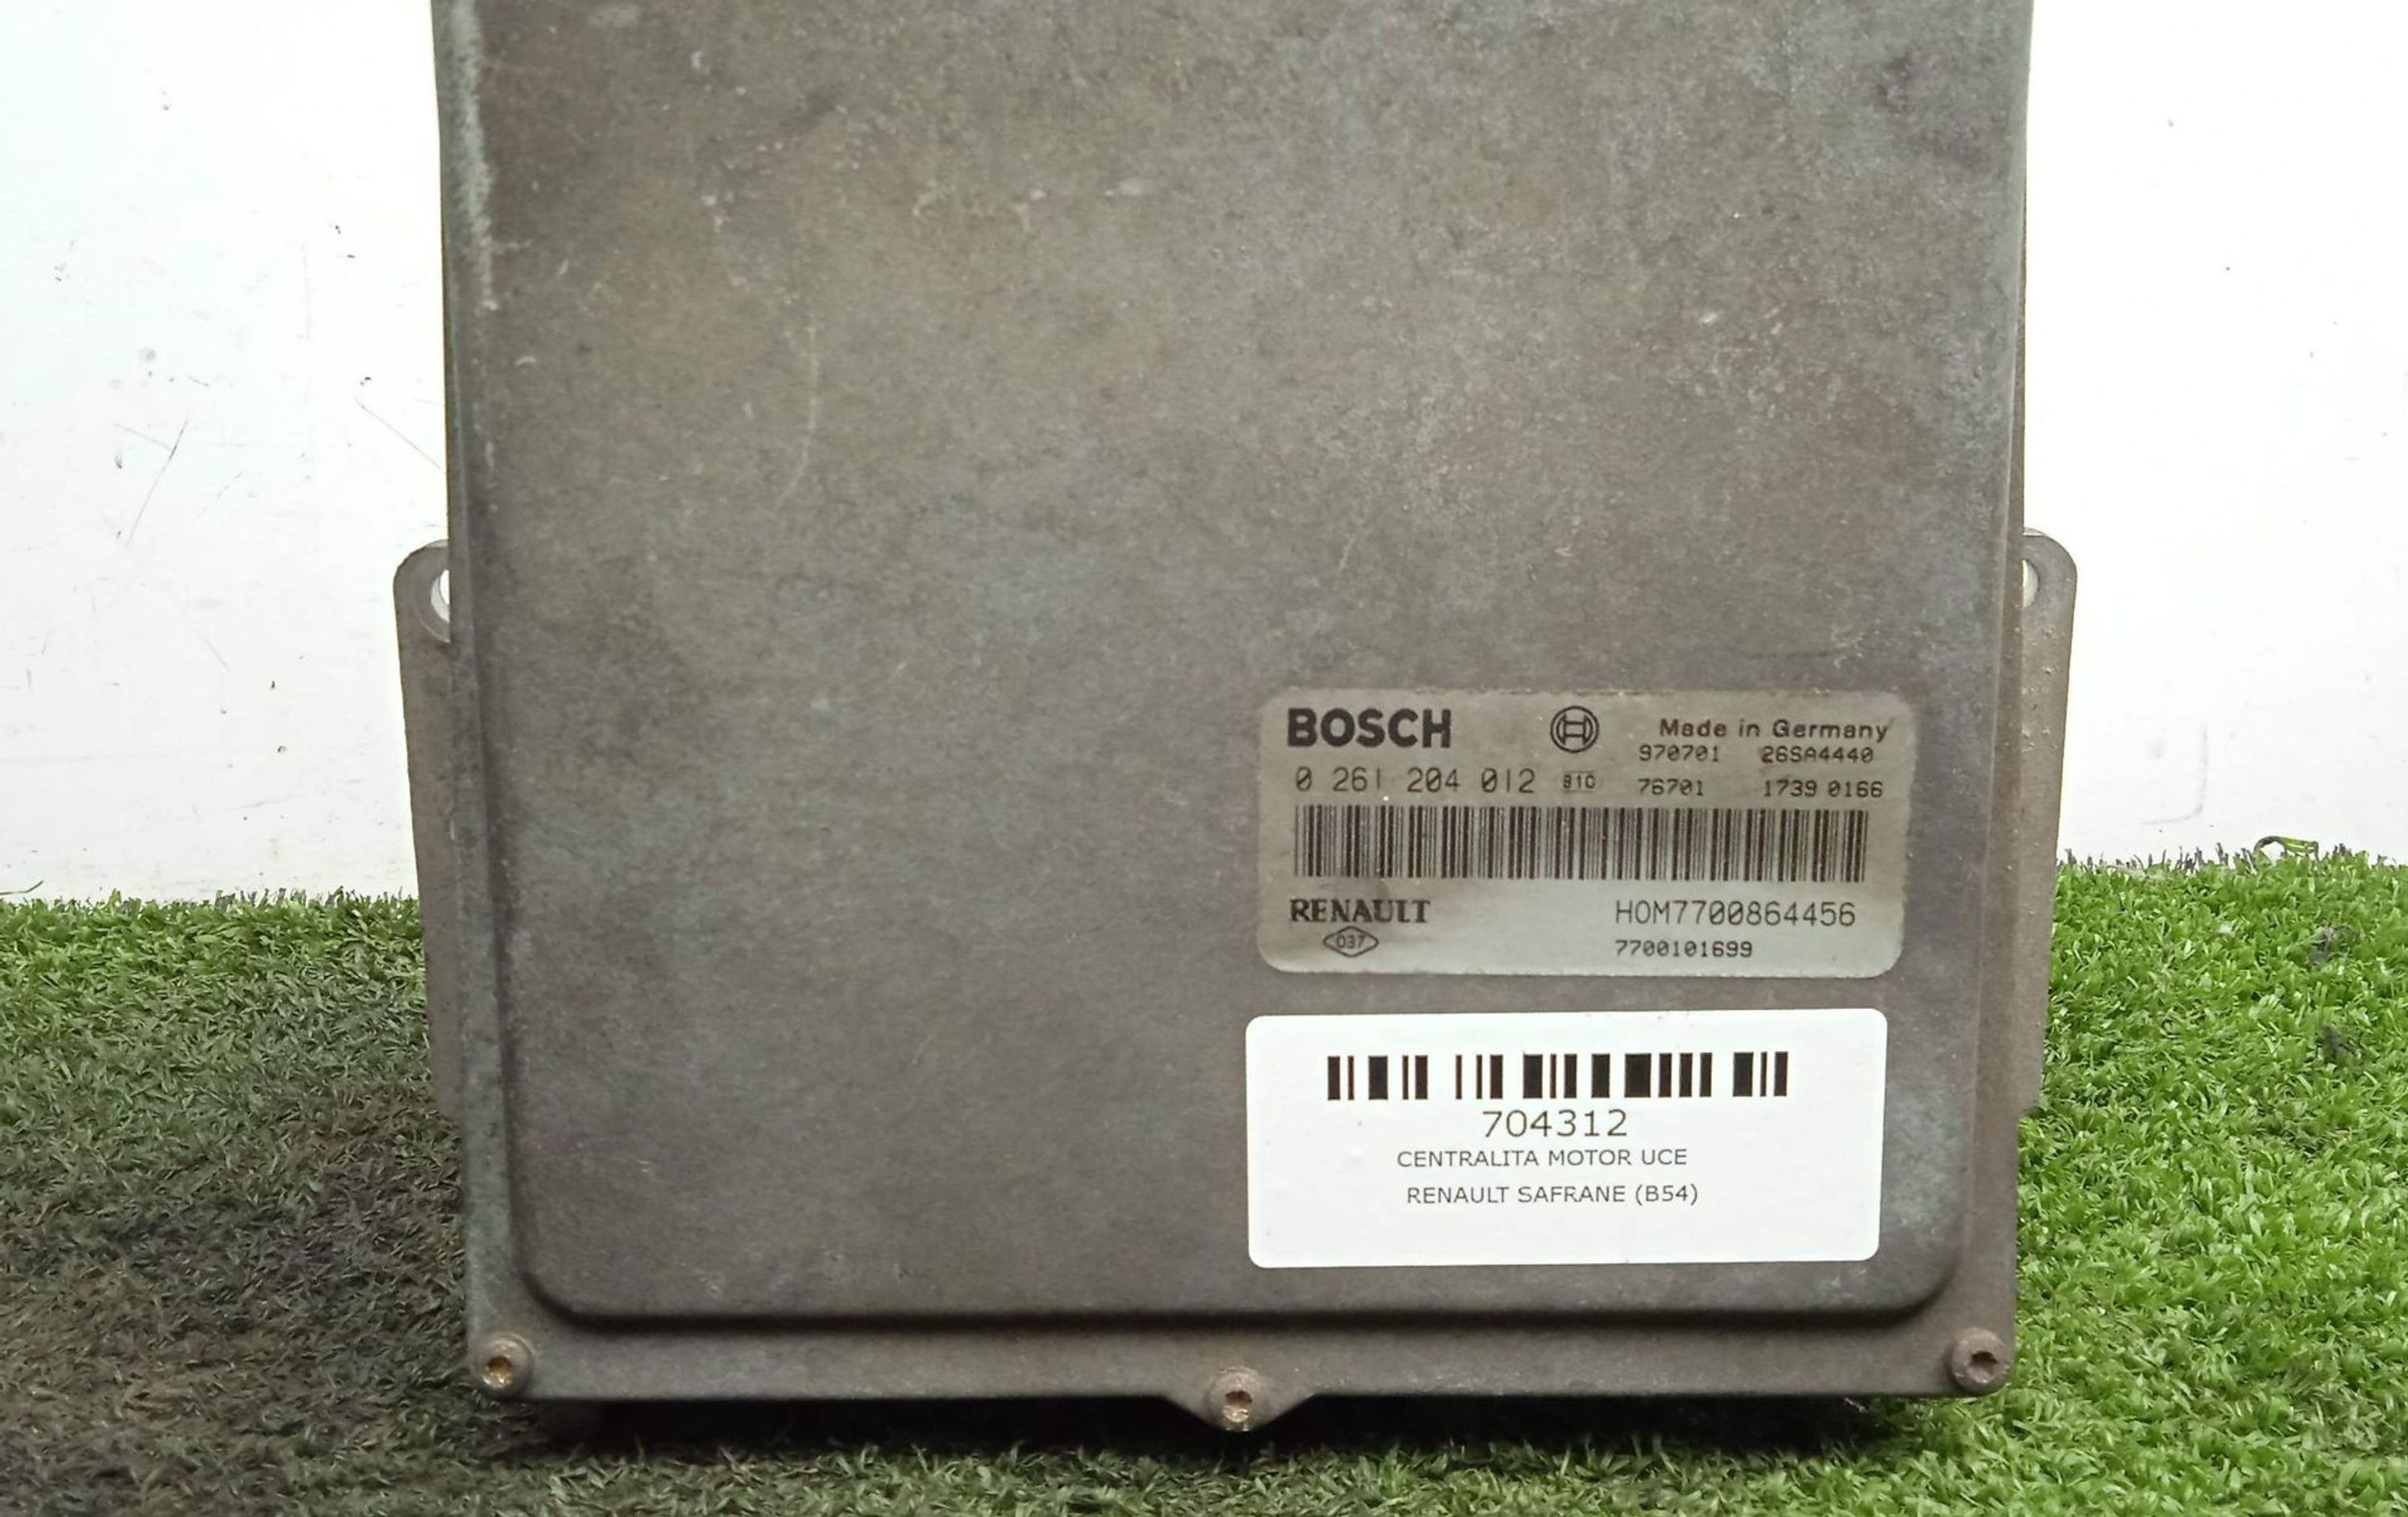 BOSCH Made in Germany
970701 26SA4440
0 261 204 012 B10 76701 1739 0166
RENAULT HOM7700864456
037 7700101699
704312
CENTRALITA MOTOR UCE
RENAULT SAFRANE (B54)